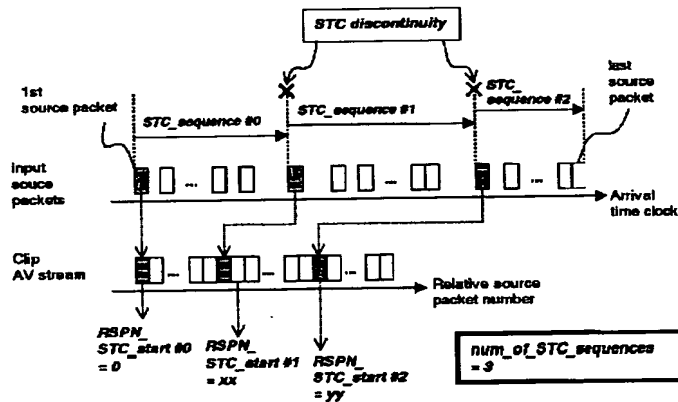 STC discontinuity
1st
source packet
STC_sequence #0
STC_sequence #1
STC_
sequence #2
last
source
packet
Input
souce
packets
...
...
...
Arrival
time clock
Clip
AV stream
...
...
...
Relative source
packet number
RSPN_
STC_start #0
= 0
RSPN_
STC_start #1
= xx
RSPN_
STC_start #2
= yy
num_of_STC_sequences
= 3